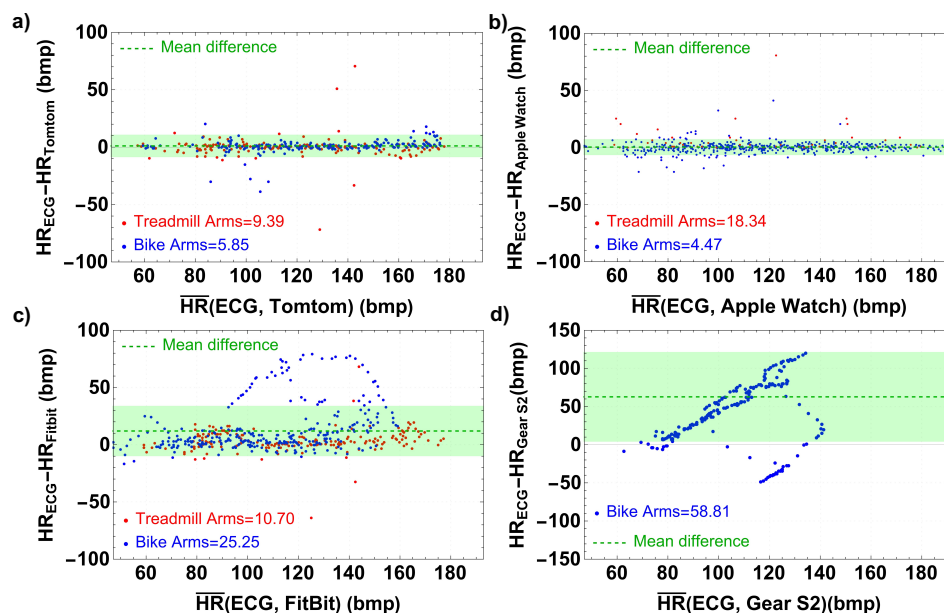 a)
HR_ECG−HR_Tomtom (bmp)
100
50
0
−50
−100
Mean difference
Treadmill Arms=9.39
Bike Arms=5.85
60 80 100 120 140 160 180
HR(ECG, Tomtom) (bmp)
b)
HR_ECG−HR_Apple Watch (bmp)
100
50
0
−50
−100
Mean difference
Treadmill Arms=18.34
Bike Arms=4.47
60 80 100 120 140 160 180
HR(ECG, Apple Watch) (bmp)
c)
HR_ECG−HR_Fitbit (bmp)
100
50
0
−50
−100
Mean difference
Treadmill Arms=10.70
Bike Arms=25.25
60 80 100 120 140 160 180
HR(ECG, FitBit) (bmp)
d)
HR_ECG−HR_Gear S2(bmp)
150
100
50
0
−50
−100
−150
Bike Arms=58.81
Mean difference
60 80 100 120 140 160 180
HR(ECG, Gear S2)(bmp)